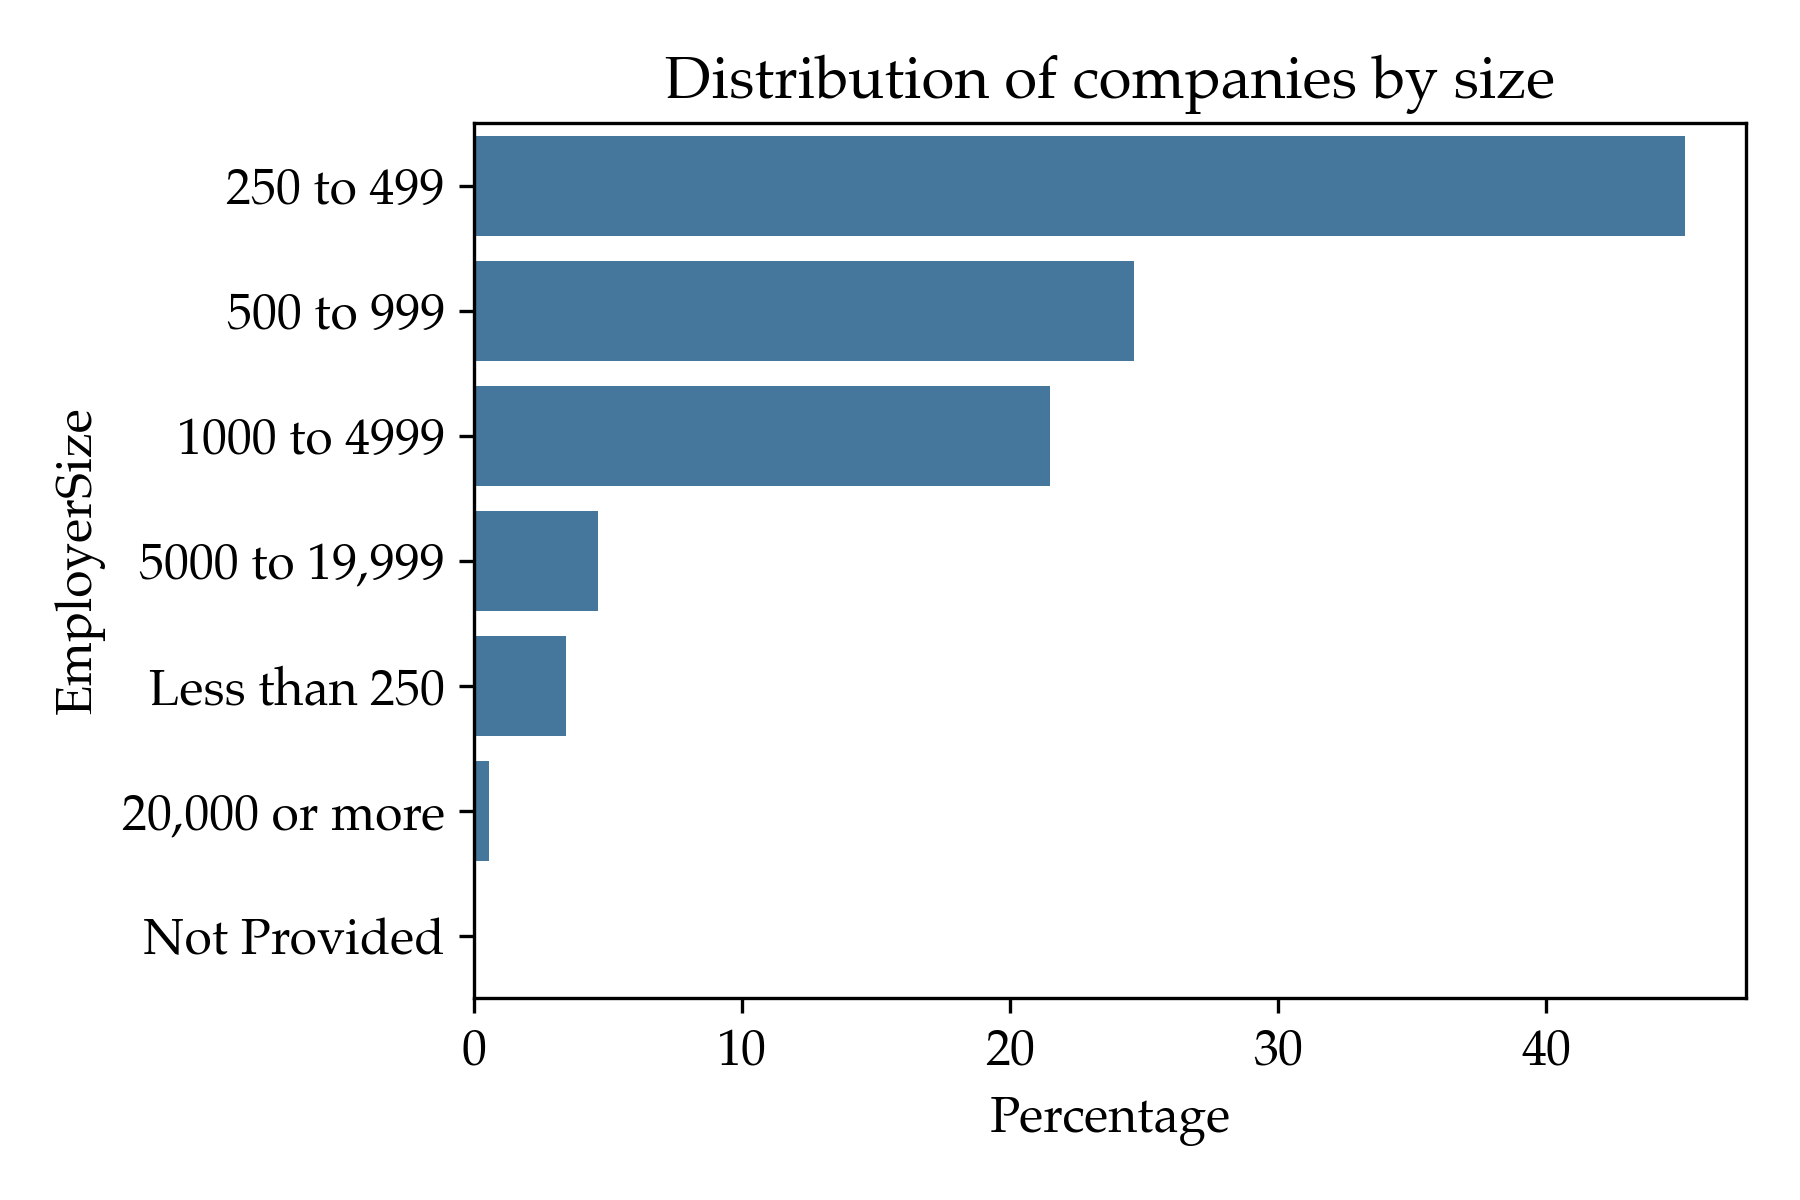 Distribution of companies by size
EmployerSize
250 to 499
500 to 999
1000 to 4999
5000 to 19,999
Less than 250
20,000 or more
Not Provided
0 10 20 30 40
Percentage